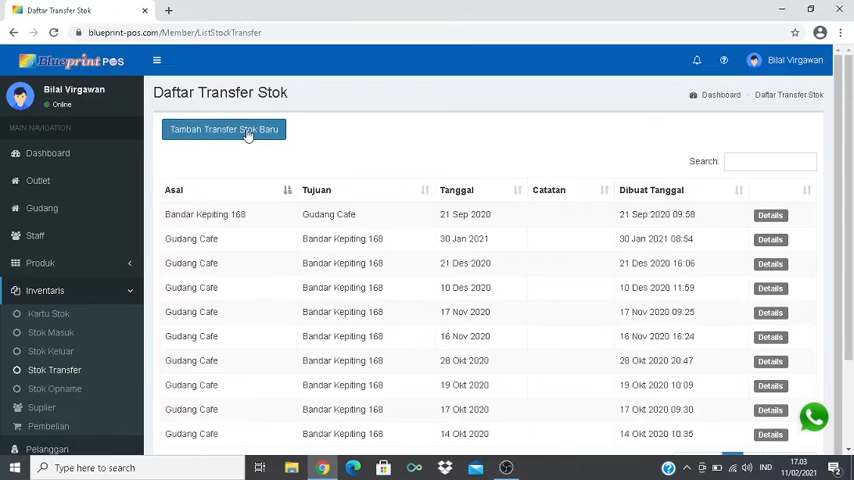 Daftar Transfer Stok
blueprint-pos.com/Member/ListStockTransfer
Blueprint POS
Bilal Virgawan
Bilal Virgawan
Online
MAIN NAVIGATION
Dashboard
Outlet
Gudang
Staff
Produk
Inventaris
Kartu Stok
Stok Masuk
Stok Keluar
Stok Transfer
Stok Opname
Suplier
Pembelian
Pelanggan
Daftar Transfer Stok
Dashboard / Daftar Transfer Stok
Tambah Transfer Stok Baru
Search:
Asal Tujuan Tanggal Catatan Dibuat Tanggal
Bandar Kepiting 168 Gudang Cafe 21 Sep 2020 21 Sep 2020 09:58 Details
Gudang Cafe Bandar Kepiting 168 30 Jan 2021 30 Jan 2021 08:54 Details
Gudang Cafe Bandar Kepiting 168 21 Des 2020 21 Des 2020 16:06 Details
Gudang Cafe Bandar Kepiting 168 10 Des 2020 10 Des 2020 11:59 Details
Gudang Cafe Bandar Kepiting 168 17 Nov 2020 17 Nov 2020 09:25 Details
Gudang Cafe Bandar Kepiting 168 16 Nov 2020 16 Nov 2020 16:24 Details
Gudang Cafe Bandar Kepiting 168 28 Okt 2020 28 Okt 2020 20:47 Details
Gudang Cafe Bandar Kepiting 168 19 Okt 2020 19 Okt 2020 10:09 Details
Gudang Cafe Bandar Kepiting 168 17 Okt 2020 17 Okt 2020 09:30 Details
Gudang Cafe Bandar Kepiting 168 14 Okt 2020 14 Okt 2020 10:35 Details
Type here to search
IND
17.03
11/02/2021
2